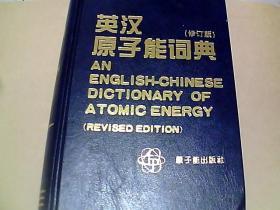 英汉
原子能词典
(修订版)
AN
ENGLISH-CHINESE
DICTIONARY OF
ATOMIC ENERGY
(REVISED EDITION)
原子能出版社